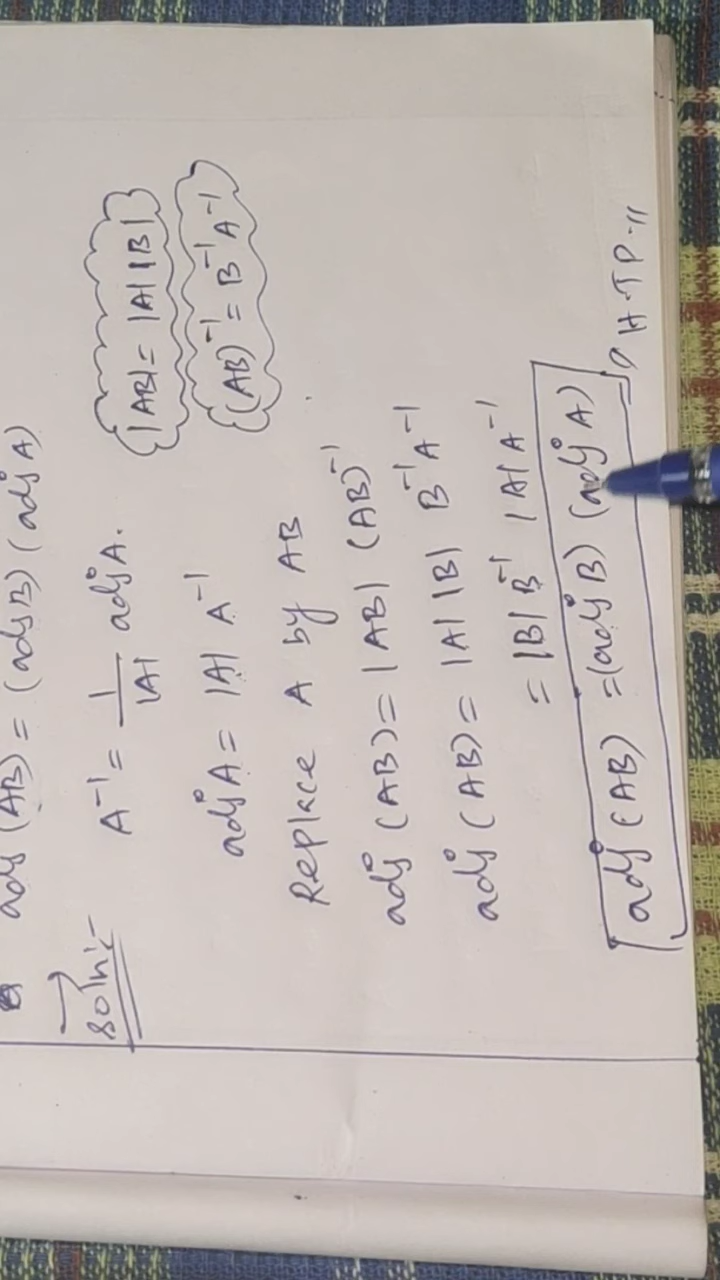 adj (AB) = (adj B) (adj A)
→ Soln:-
A⁻¹ = 1/|A| adj A.
|AB| = |A| |B|
adj A = |A| A⁻¹
(AB)⁻¹ = B⁻¹ A⁻¹
Replace A by AB
adj (AB) = |AB| (AB)⁻¹
adj (AB) = |A| |B| B⁻¹ A⁻¹
= |B| B⁻¹ |A| A⁻¹
adj (AB) = (adj B) (adj A)
H.T.P.